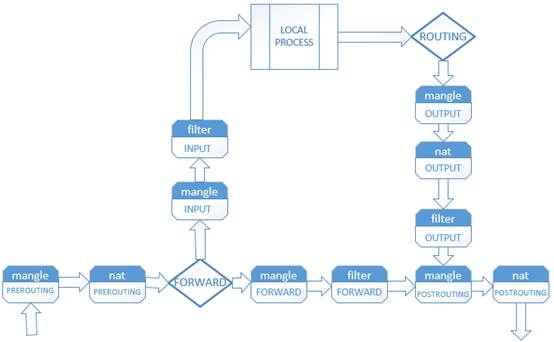 LOCAL
PROCESS
ROUTING
mangle
OUTPUT
filter
INPUT
nat
OUTPUT
mangle
INPUT
filter
OUTPUT
mangle
PREROUTING
nat
PREROUTING
FORWARD
mangle
FORWARD
filter
FORWARD
mangle
POSTROUTING
nat
POSTROUTING